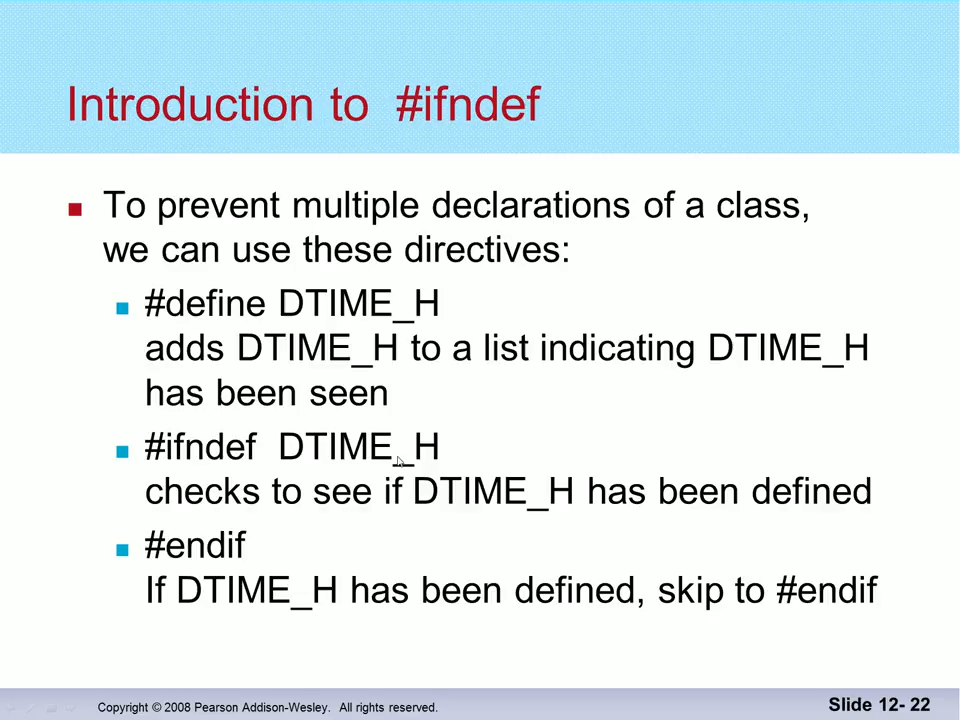 Introduction to  #ifndef
To prevent multiple declarations of a class,
we can use these directives:
#define DTIME_H
adds DTIME_H to a list indicating DTIME_H
has been seen
#ifndef  DTIME_H
checks to see if DTIME_H has been defined
#endif
If DTIME_H has been defined, skip to #endif
Copyright © 2008 Pearson Addison-Wesley.  All rights reserved.
Slide 12- 22